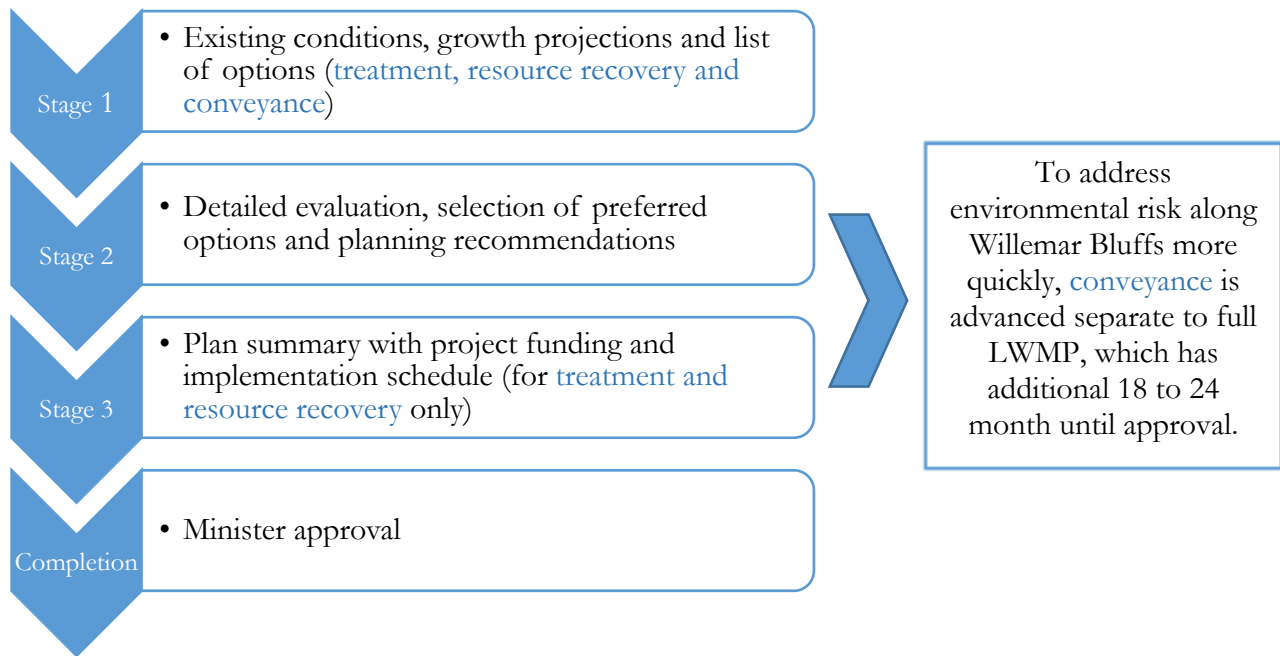 Stage 1
• Existing conditions, growth projections and list
of options (treatment, resource recovery and
conveyance)
Stage 2
• Detailed evaluation, selection of preferred
options and planning recommendations
Stage 3
• Plan summary with project funding and
implementation schedule (for treatment and
resource recovery only)
Completion
• Minister approval
To address
environmental risk along
Willemar Bluffs more
quickly, conveyance is
advanced separate to full
LWMP, which has
additional 18 to 24
month until approval.